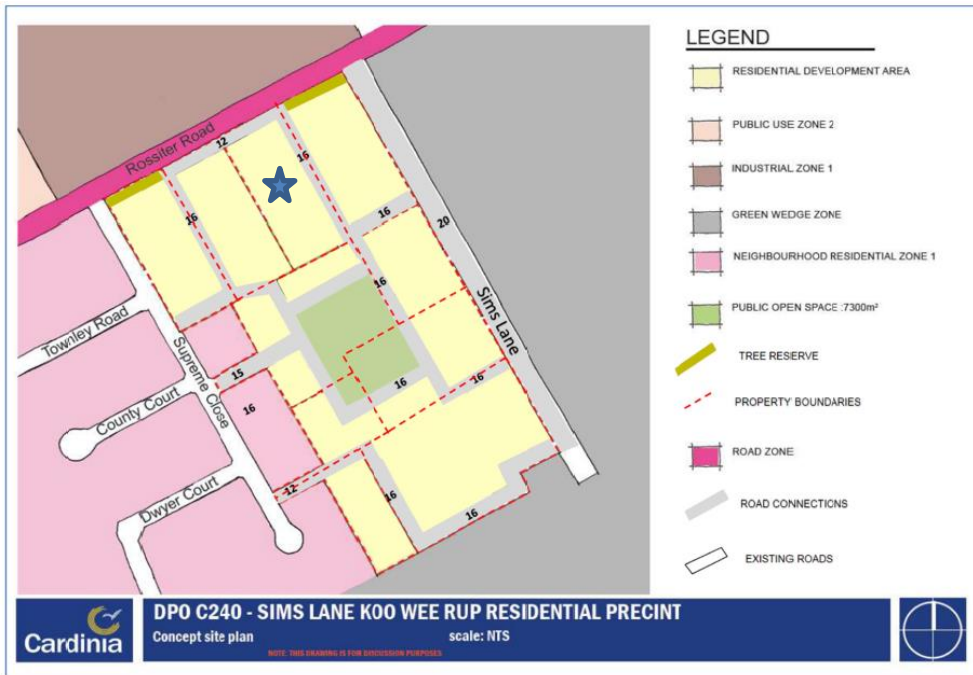 LEGEND
RESIDENTIAL DEVELOPMENT AREA
PUBLIC USE ZONE 2
INDUSTRIAL ZONE 1
GREEN WEDGE ZONE
NEIGHBOURHOOD RESIDENTIAL ZONE 1
PUBLIC OPEN SPACE :7300m²
TREE RESERVE
PROPERTY BOUNDARIES
ROAD ZONE
ROAD CONNECTIONS
EXISTING ROADS
Rossiter Road
12
16
16
16
20
Sims Lane
16
Townley Road
Supreme Close
County Court
15
16
16
16
Dwyer Court
12
16
16
Cardinia
DPO C240 - SIMS LANE KOO WEE RUP RESIDENTIAL PRECINT
Concept site plan
scale: NTS
NOTE: THIS DRAWING IS FOR DISCUSSION PURPOSES